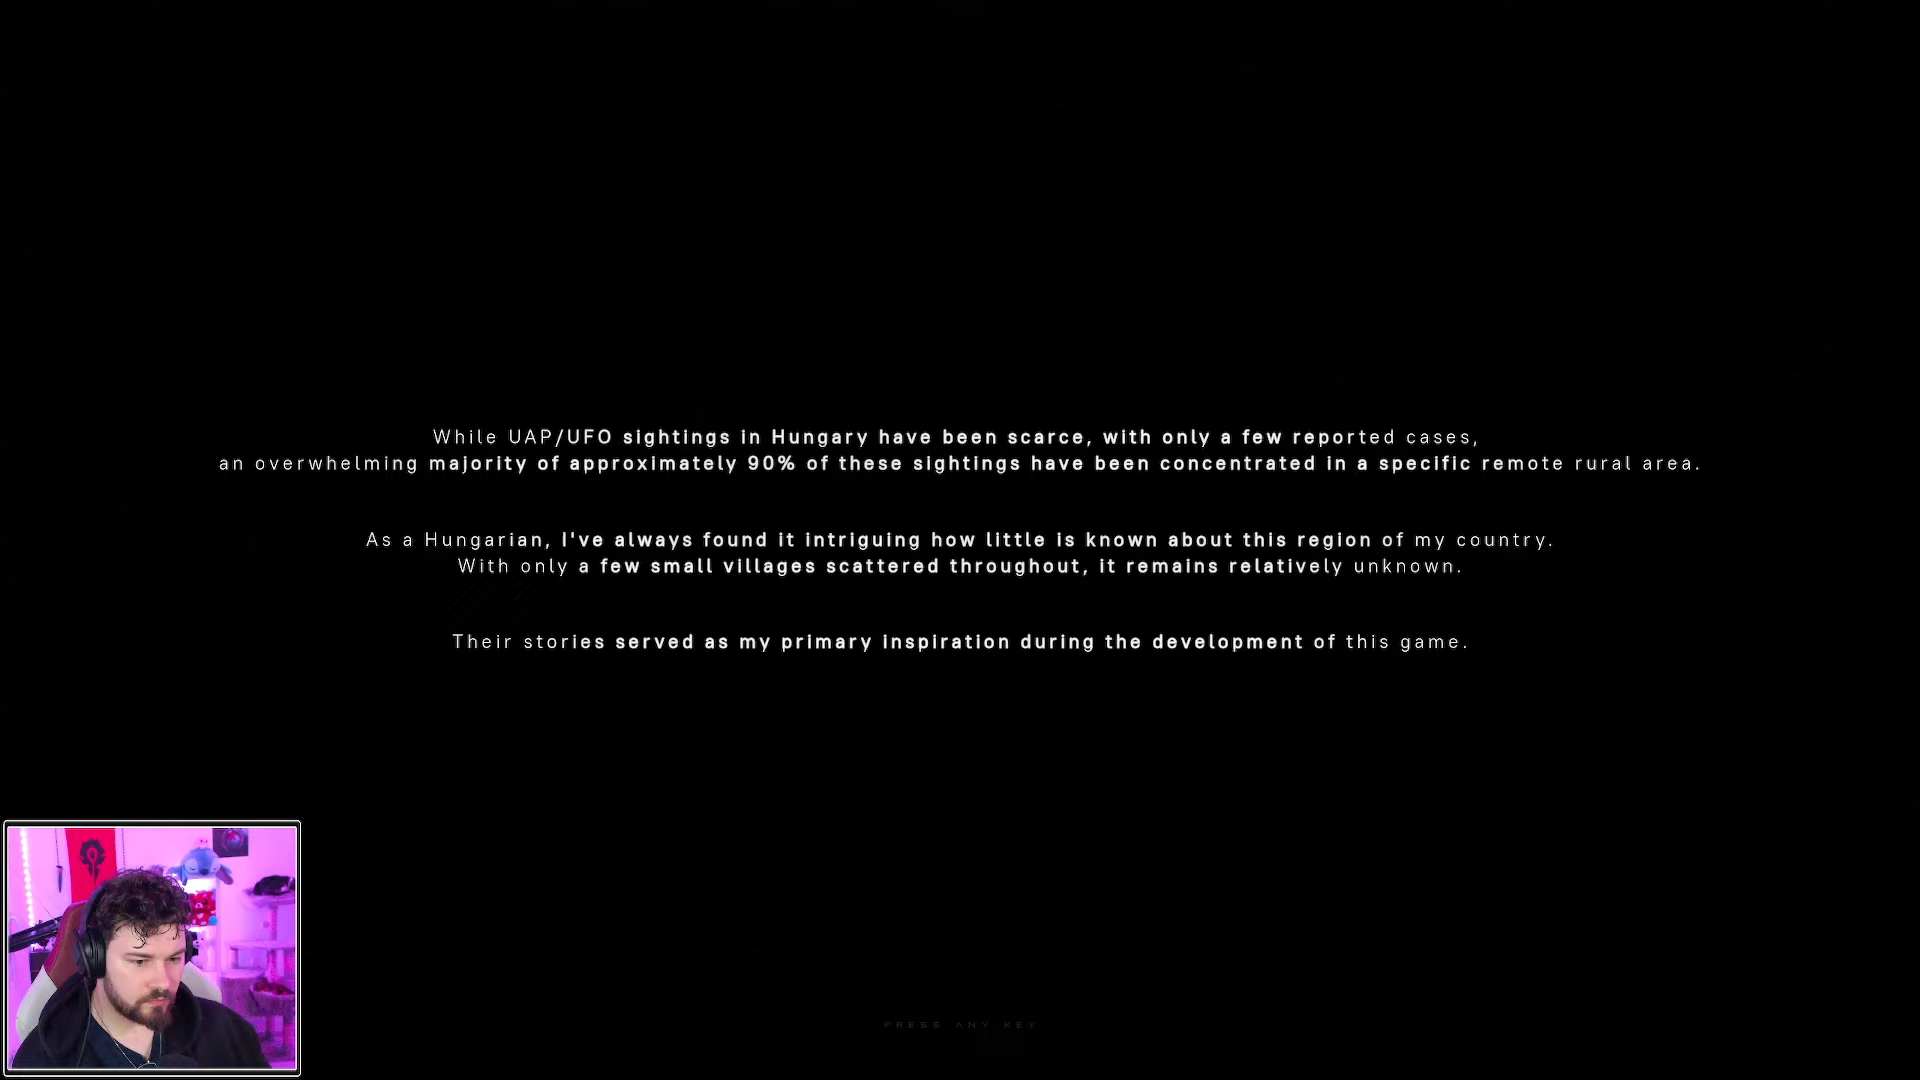 While UAP/UFO sightings in Hungary have been scarce, with only a few reported cases,
an overwhelming majority of approximately 90% of these sightings have been concentrated in a specific remote rural area.
As a Hungarian, I've always found it intriguing how little is known about this region of my country.
With only a few small villages scattered throughout, it remains relatively unknown.
Their stories served as my primary inspiration during the development of this game.
PRESS ANY KEY